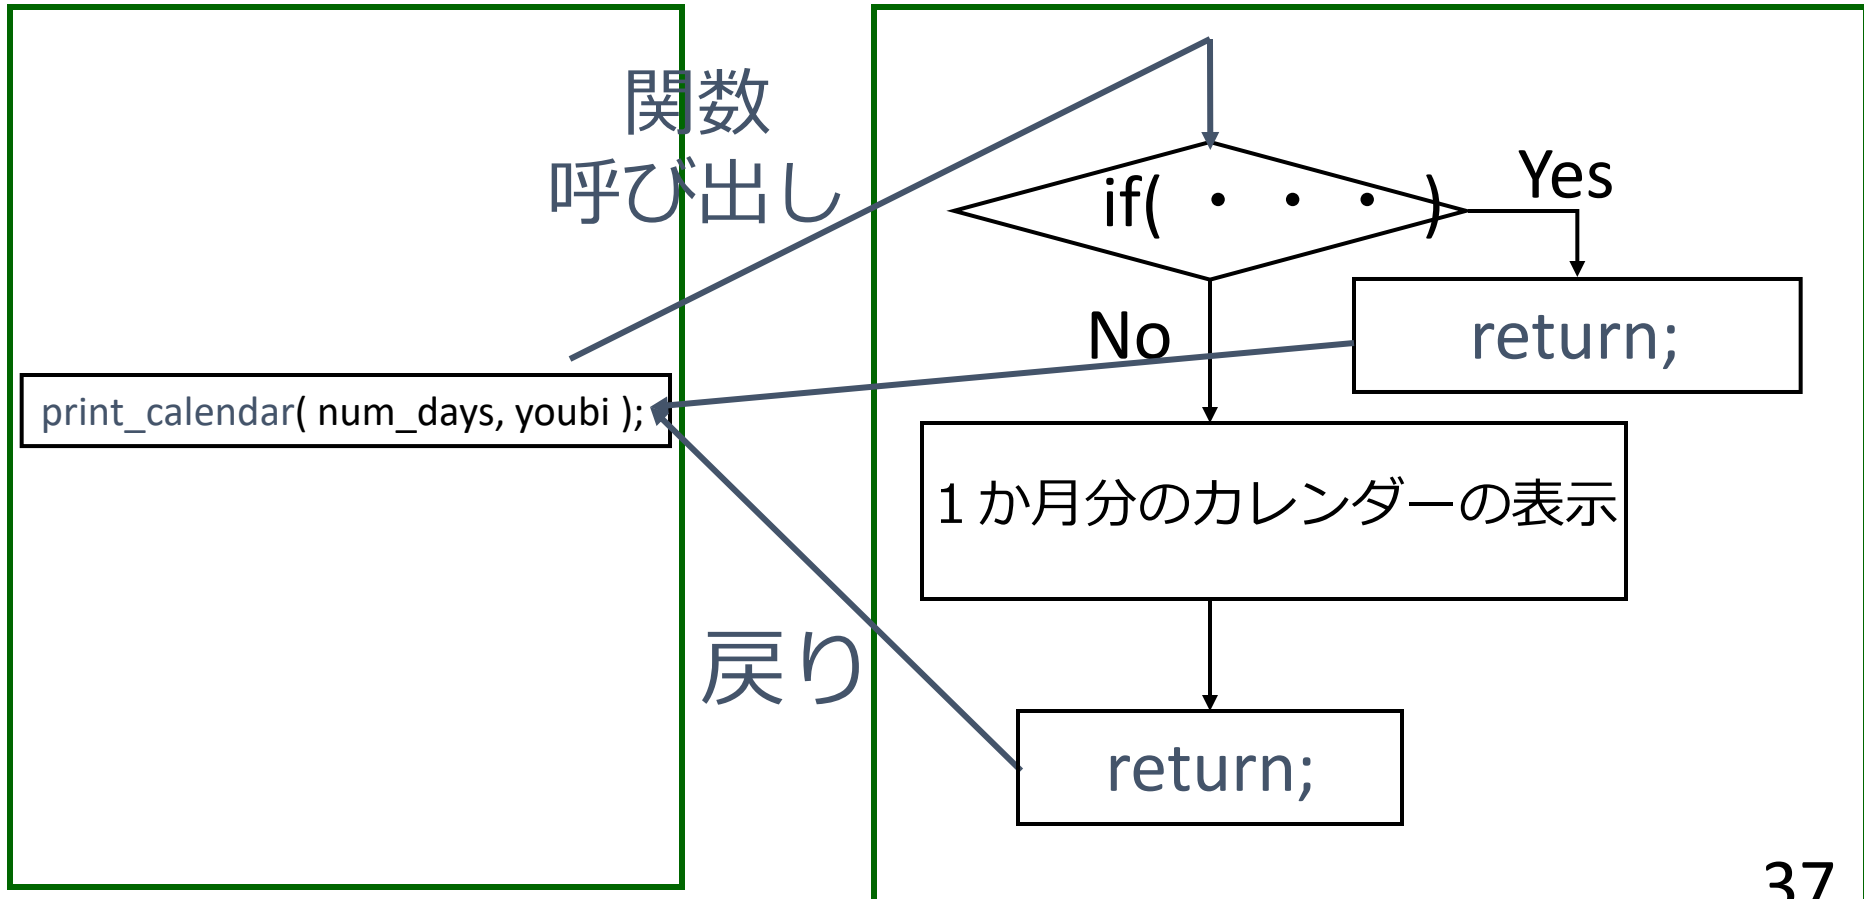 関数
呼び出し
print_calendar( num_days, youbi );
戻り
if( ・ ・ ・ )
Yes
No
return;
１か月分のカレンダーの表示
return;
37